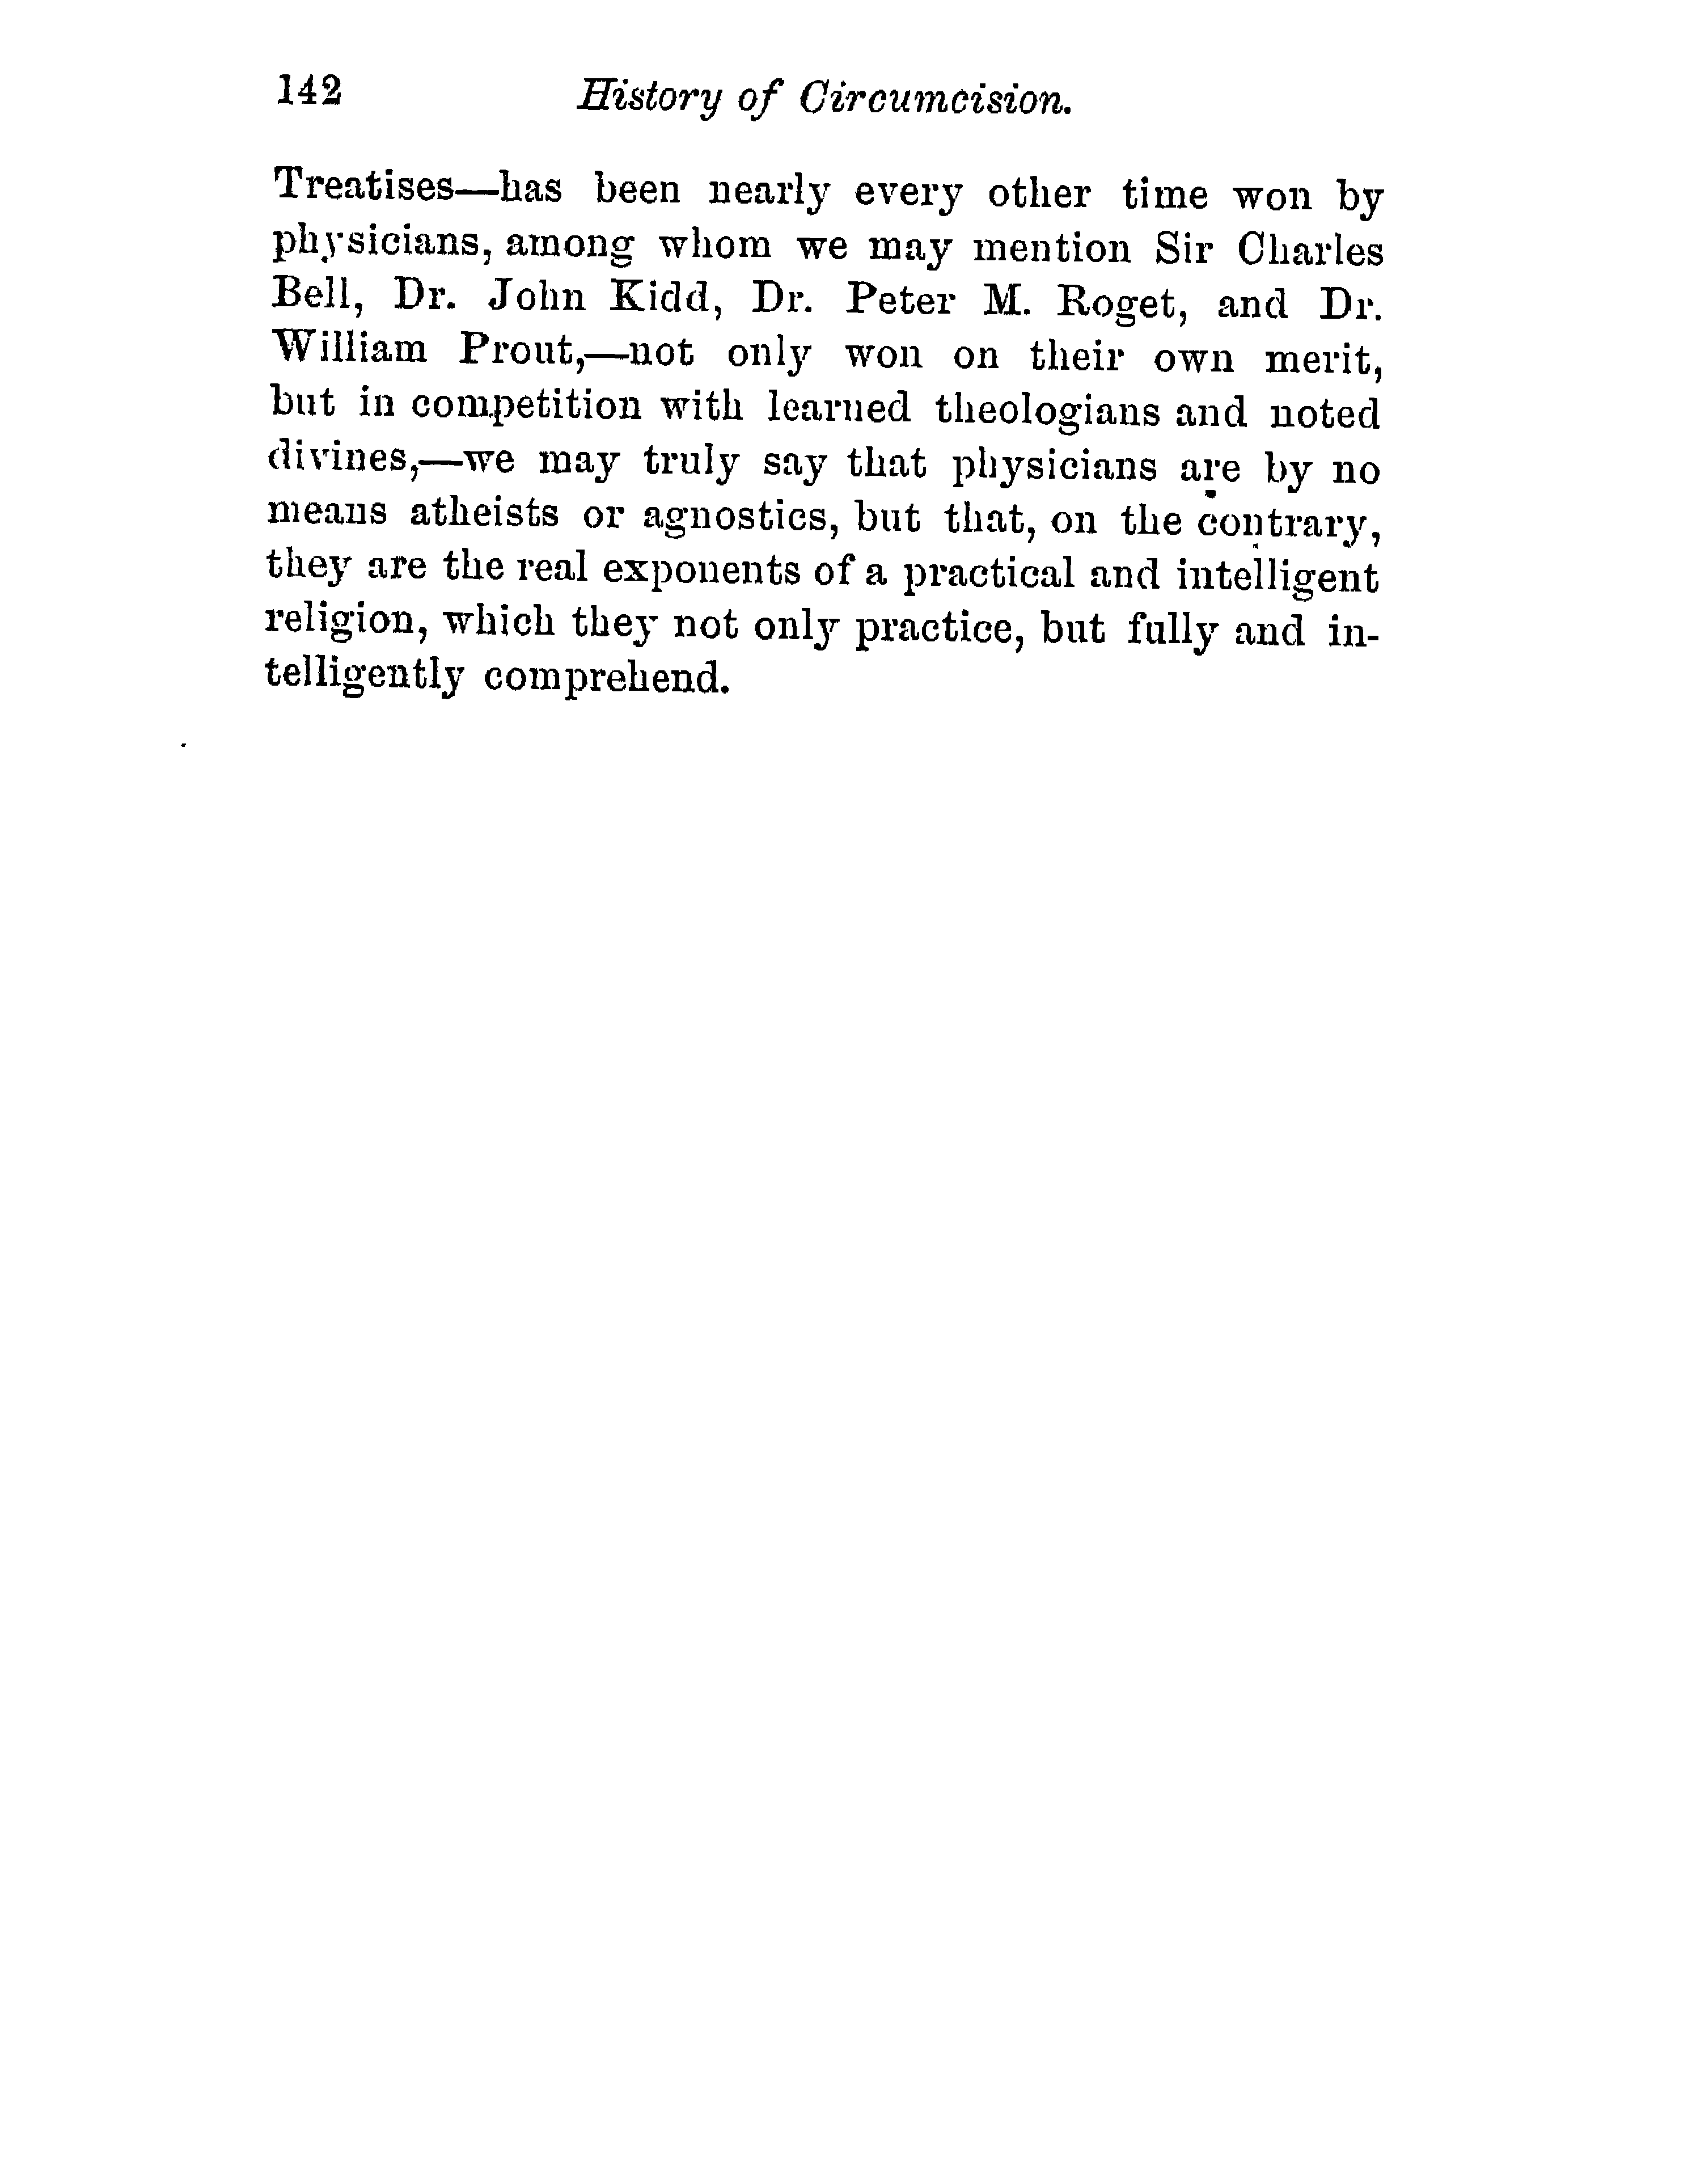 142 History of Circumcision.
Treatises—has been nearly every other time won by
physicians, among whom we may mention Sir Charles
Bell, Dr. John Kidd, Dr. Peter M. Roget, and Dr.
William Prout,—not only won on their own merit,
but in competition with learned theologians and noted
divines,—we may truly say that physicians are by no
means atheists or agnostics, but that, on the contrary,
they are the real exponents of a practical and intelligent
religion, which they not only practice, but fully and in-
telligently comprehend.